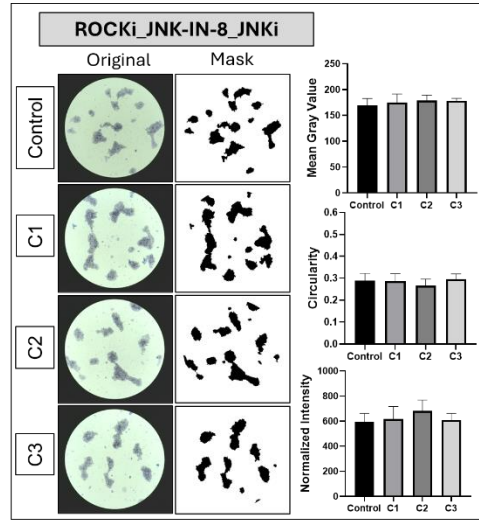 ROCKi_JNK-IN-8_JNKi
Original
Mask
Control
C1
C2
C3
Mean Gray Value
250
200
150
100
50
0
Control C1 C2 C3
Circularity
0.6
0.5
0.4
0.3
0.2
0.1
0.0
Control C1 C2 C3
Normalized Intensity
1000
800
600
400
200
0
Control C1 C2 C3